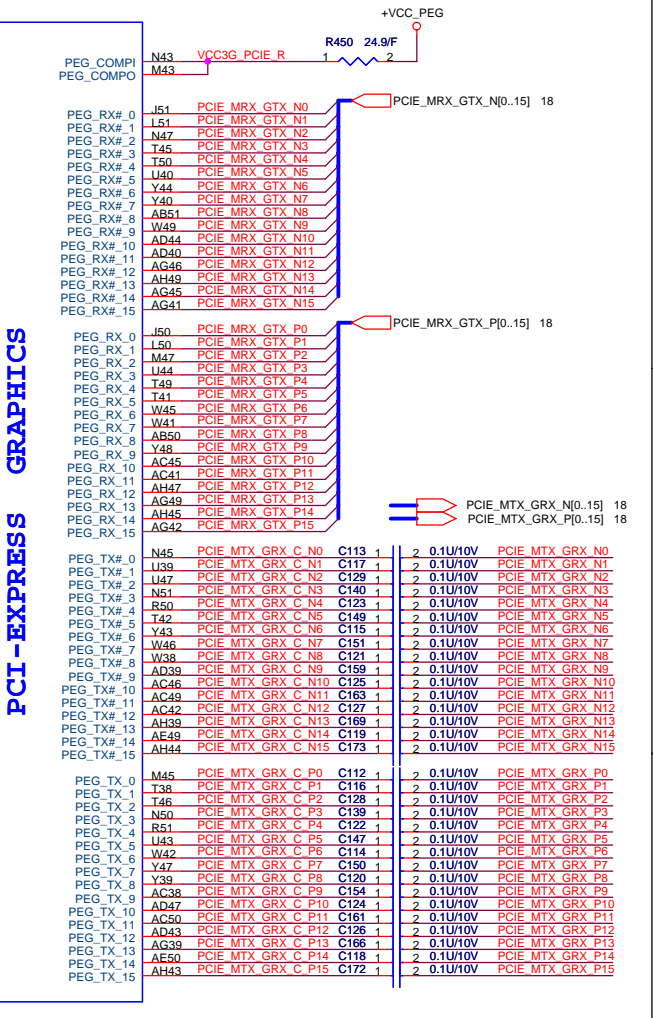 +VCC_PEG
R450 24.9/F
PEG_COMPI N43 VCC3G_PCIE_R 1 2
PEG_COMPO M43
PCIE_MRX_GTX_N[0..15] 18
PEG_RX#_0 J51 PCIE_MRX_GTX_N0
PEG_RX#_1 L51 PCIE_MRX_GTX_N1
PEG_RX#_2 N47 PCIE_MRX_GTX_N2
PEG_RX#_3 T45 PCIE_MRX_GTX_N3
PEG_RX#_4 T50 PCIE_MRX_GTX_N4
PEG_RX#_5 U40 PCIE_MRX_GTX_N5
PEG_RX#_6 Y44 PCIE_MRX_GTX_N6
PEG_RX#_7 Y40 PCIE_MRX_GTX_N7
PEG_RX#_8 AB51 PCIE_MRX_GTX_N8
PEG_RX#_9 W49 PCIE_MRX_GTX_N9
PEG_RX#_10 AD44 PCIE_MRX_GTX_N10
PEG_RX#_11 AD40 PCIE_MRX_GTX_N11
PEG_RX#_12 AG46 PCIE_MRX_GTX_N12
PEG_RX#_13 AH49 PCIE_MRX_GTX_N13
PEG_RX#_14 AG45 PCIE_MRX_GTX_N14
PEG_RX#_15 AG41 PCIE_MRX_GTX_N15
PCIE_MRX_GTX_P[0..15] 18
PEG_RX_0 J50 PCIE_MRX_GTX_P0
PEG_RX_1 L50 PCIE_MRX_GTX_P1
PEG_RX_2 M47 PCIE_MRX_GTX_P2
PEG_RX_3 U44 PCIE_MRX_GTX_P3
PEG_RX_4 T49 PCIE_MRX_GTX_P4
PEG_RX_5 T41 PCIE_MRX_GTX_P5
PEG_RX_6 W45 PCIE_MRX_GTX_P6
PEG_RX_7 W41 PCIE_MRX_GTX_P7
PEG_RX_8 AB50 PCIE_MRX_GTX_P8
PEG_RX_9 Y48 PCIE_MRX_GTX_P9
PEG_RX_10 AC45 PCIE_MRX_GTX_P10
PEG_RX_11 AC41 PCIE_MRX_GTX_P11
PEG_RX_12 AH47 PCIE_MRX_GTX_P12
PEG_RX_13 AG49 PCIE_MRX_GTX_P13
PEG_RX_14 AH45 PCIE_MRX_GTX_P14
PEG_RX_15 AG42 PCIE_MRX_GTX_P15
PCI-EXPRESS GRAPHICS
PCIE_MTX_GRX_N[0..15] 18
PCIE_MTX_GRX_P[0..15] 18
PEG_TX#_0 N45 PCIE_MTX_GRX_C_N0 C113 1 2 0.1U/10V PCIE_MTX_GRX_N0
PEG_TX#_1 U39 PCIE_MTX_GRX_C_N1 C117 1 2 0.1U/10V PCIE_MTX_GRX_N1
PEG_TX#_2 U47 PCIE_MTX_GRX_C_N2 C129 1 2 0.1U/10V PCIE_MTX_GRX_N2
PEG_TX#_3 N51 PCIE_MTX_GRX_C_N3 C140 1 2 0.1U/10V PCIE_MTX_GRX_N3
PEG_TX#_4 R50 PCIE_MTX_GRX_C_N4 C123 1 2 0.1U/10V PCIE_MTX_GRX_N4
PEG_TX#_5 T42 PCIE_MTX_GRX_C_N5 C149 1 2 0.1U/10V PCIE_MTX_GRX_N5
PEG_TX#_6 Y43 PCIE_MTX_GRX_C_N6 C115 1 2 0.1U/10V PCIE_MTX_GRX_N6
PEG_TX#_7 W46 PCIE_MTX_GRX_C_N7 C151 1 2 0.1U/10V PCIE_MTX_GRX_N7
PEG_TX#_8 W38 PCIE_MTX_GRX_C_N8 C121 1 2 0.1U/10V PCIE_MTX_GRX_N8
PEG_TX#_9 AD39 PCIE_MTX_GRX_C_N9 C159 1 2 0.1U/10V PCIE_MTX_GRX_N9
PEG_TX#_10 AC46 PCIE_MTX_GRX_C_N10 C125 1 2 0.1U/10V PCIE_MTX_GRX_N10
PEG_TX#_11 AC49 PCIE_MTX_GRX_C_N11 C163 1 2 0.1U/10V PCIE_MTX_GRX_N11
PEG_TX#_12 AC42 PCIE_MTX_GRX_C_N12 C127 1 2 0.1U/10V PCIE_MTX_GRX_N12
PEG_TX#_13 AH39 PCIE_MTX_GRX_C_N13 C169 1 2 0.1U/10V PCIE_MTX_GRX_N13
PEG_TX#_14 AE49 PCIE_MTX_GRX_C_N14 C119 1 2 0.1U/10V PCIE_MTX_GRX_N14
PEG_TX#_15 AH44 PCIE_MTX_GRX_C_N15 C173 1 2 0.1U/10V PCIE_MTX_GRX_N15
PEG_TX_0 M45 PCIE_MTX_GRX_C_P0 C112 1 2 0.1U/10V PCIE_MTX_GRX_P0
PEG_TX_1 T38 PCIE_MTX_GRX_C_P1 C116 1 2 0.1U/10V PCIE_MTX_GRX_P1
PEG_TX_2 T46 PCIE_MTX_GRX_C_P2 C128 1 2 0.1U/10V PCIE_MTX_GRX_P2
PEG_TX_3 N50 PCIE_MTX_GRX_C_P3 C139 1 2 0.1U/10V PCIE_MTX_GRX_P3
PEG_TX_4 R51 PCIE_MTX_GRX_C_P4 C122 1 2 0.1U/10V PCIE_MTX_GRX_P4
PEG_TX_5 U43 PCIE_MTX_GRX_C_P5 C147 1 2 0.1U/10V PCIE_MTX_GRX_P5
PEG_TX_6 W42 PCIE_MTX_GRX_C_P6 C114 1 2 0.1U/10V PCIE_MTX_GRX_P6
PEG_TX_7 Y47 PCIE_MTX_GRX_C_P7 C150 1 2 0.1U/10V PCIE_MTX_GRX_P7
PEG_TX_8 Y39 PCIE_MTX_GRX_C_P8 C120 1 2 0.1U/10V PCIE_MTX_GRX_P8
PEG_TX_9 AC38 PCIE_MTX_GRX_C_P9 C154 1 2 0.1U/10V PCIE_MTX_GRX_P9
PEG_TX_10 AD47 PCIE_MTX_GRX_C_P10 C124 1 2 0.1U/10V PCIE_MTX_GRX_P10
PEG_TX_11 AC50 PCIE_MTX_GRX_C_P11 C161 1 2 0.1U/10V PCIE_MTX_GRX_P11
PEG_TX_12 AD43 PCIE_MTX_GRX_C_P12 C126 1 2 0.1U/10V PCIE_MTX_GRX_P12
PEG_TX_13 AG39 PCIE_MTX_GRX_C_P13 C166 1 2 0.1U/10V PCIE_MTX_GRX_P13
PEG_TX_14 AE50 PCIE_MTX_GRX_C_P14 C118 1 2 0.1U/10V PCIE_MTX_GRX_P14
PEG_TX_15 AH43 PCIE_MTX_GRX_C_P15 C172 1 2 0.1U/10V PCIE_MTX_GRX_P15